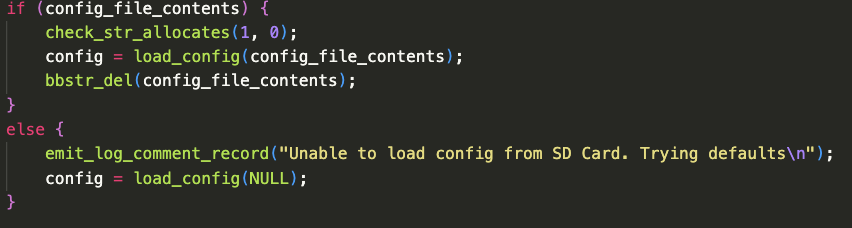 if (config_file_contents) {
    check_str_allocates(1, 0);
    config = load_config(config_file_contents);
    bbstr_del(config_file_contents);
}
else {
    emit_log_comment_record("Unable to load config from SD Card. Trying defaults\n");
    config = load_config(NULL);
}